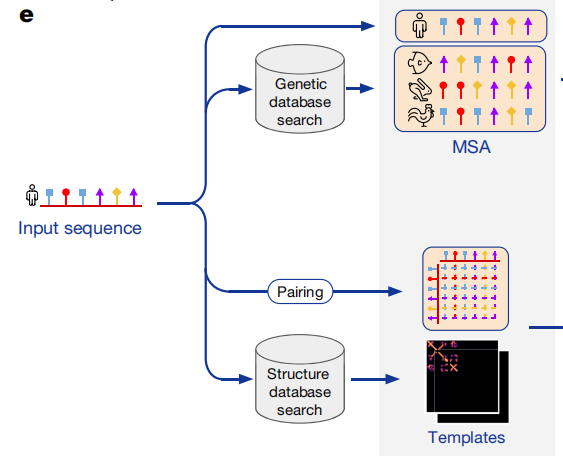 e
Genetic
database
search
MSA
Input sequence
Pairing
Structure
database
search
Templates